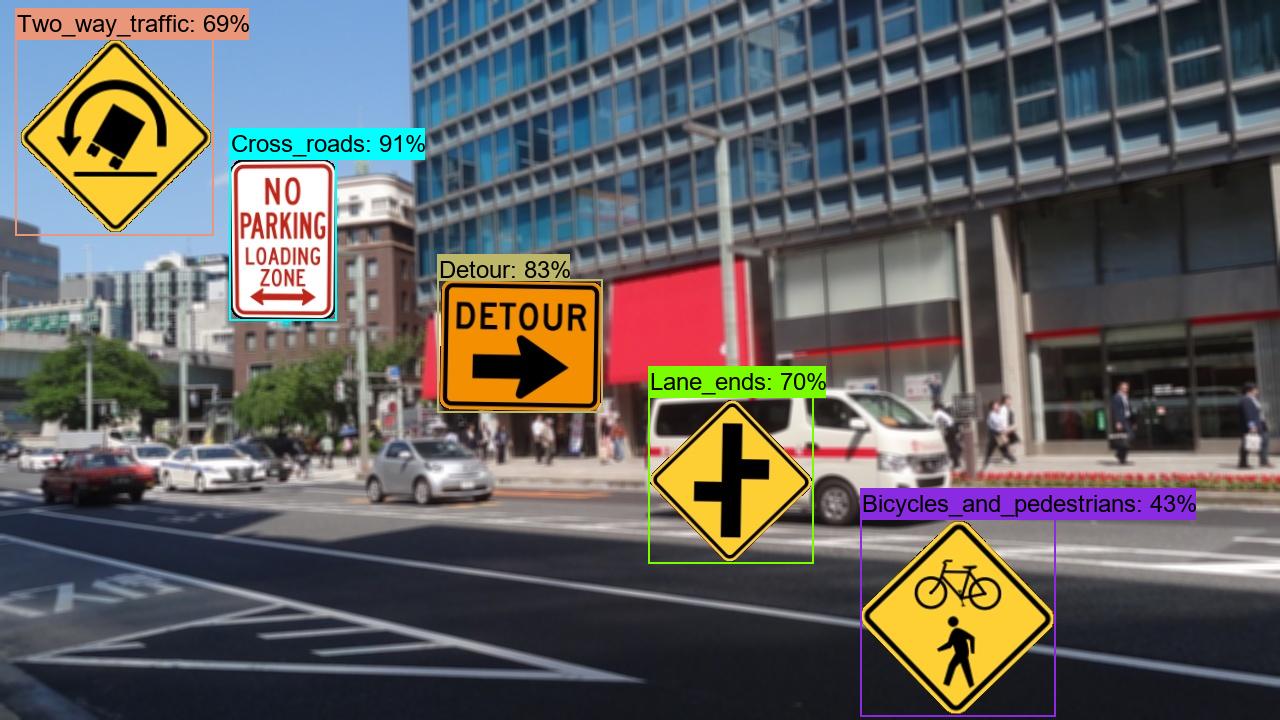 Two_way_traffic: 69%
Cross_roads: 91%
NO
PARKING
LOADING
ZONE
Detour: 83%
DETOUR
Lane_ends: 70%
Bicycles_and_pedestrians: 43%